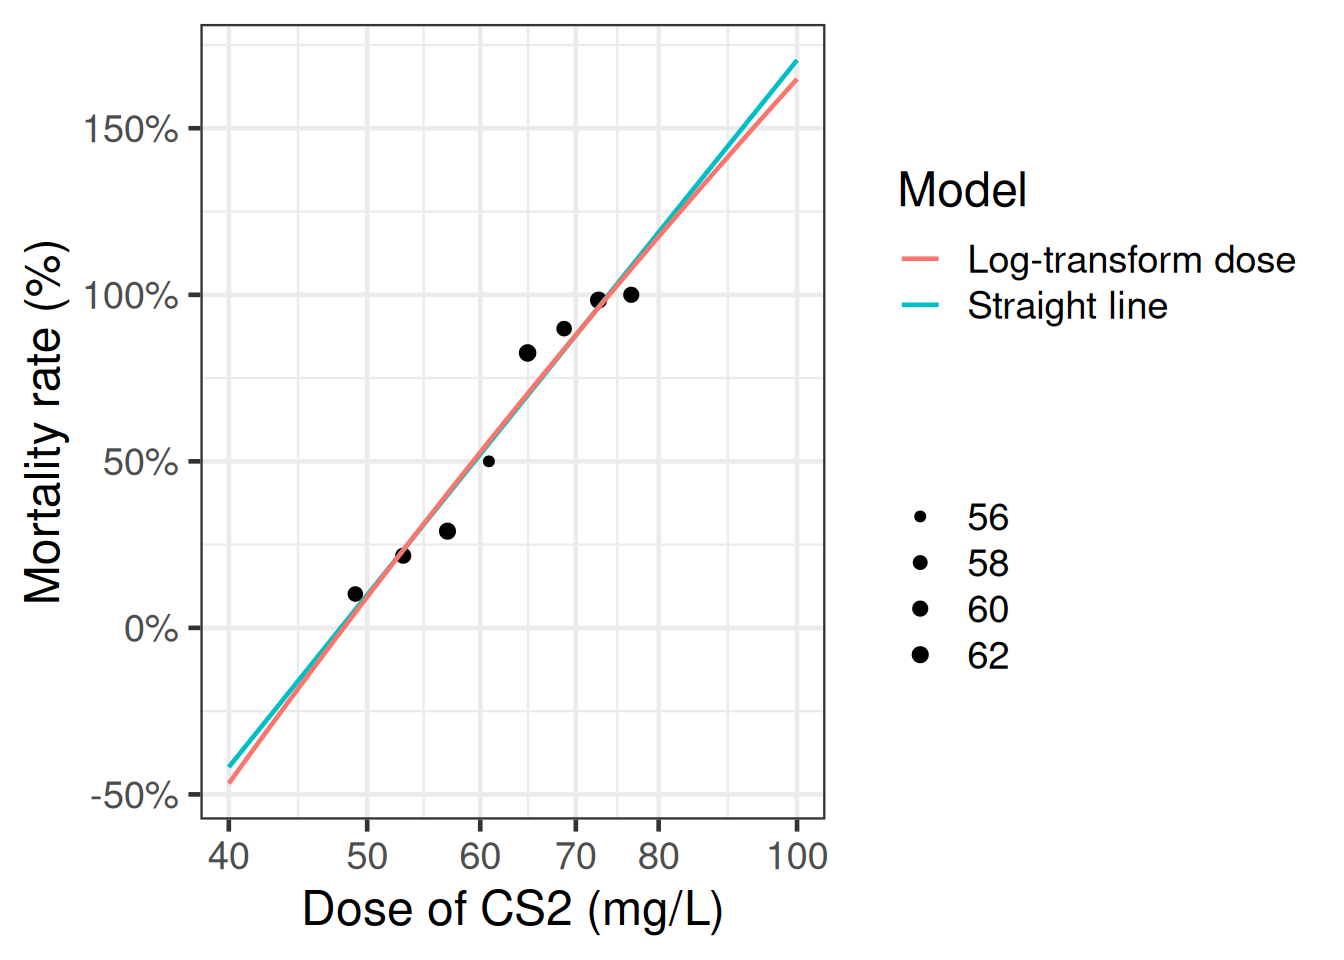 Mortality rate (%)
150%
100%
50%
0%
-50%
40 50 60 70 80 100
Dose of CS2 (mg/L)
Model
Log-transform dose
Straight line
56
58
60
62